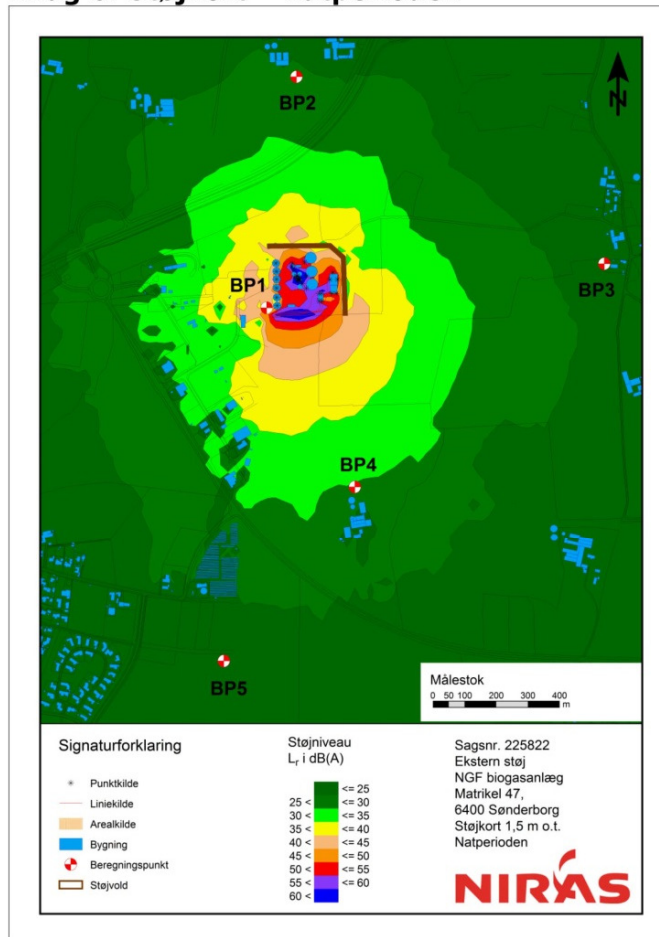 BP2
N
BP1
BP3
BP4
BP5
Målestok
0 50 100 200 300 400
m
Signaturforklaring
Punktkilde
Liniekilde
Arealkilde
Bygning
Beregningspunkt
Støjvold
Støjniveau
Lr i dB(A)
<= 25
25 < <= 30
30 < <= 35
35 < <= 40
40 < <= 45
45 < <= 50
50 < <= 55
55 < <= 60
60 <
Sagsnr. 225822
Ekstern støj
NGF biogasanlæg
Matrikel 47,
6400 Sønderborg
Støjkort 1,5 m o.t.
Natperioden
NIRAS